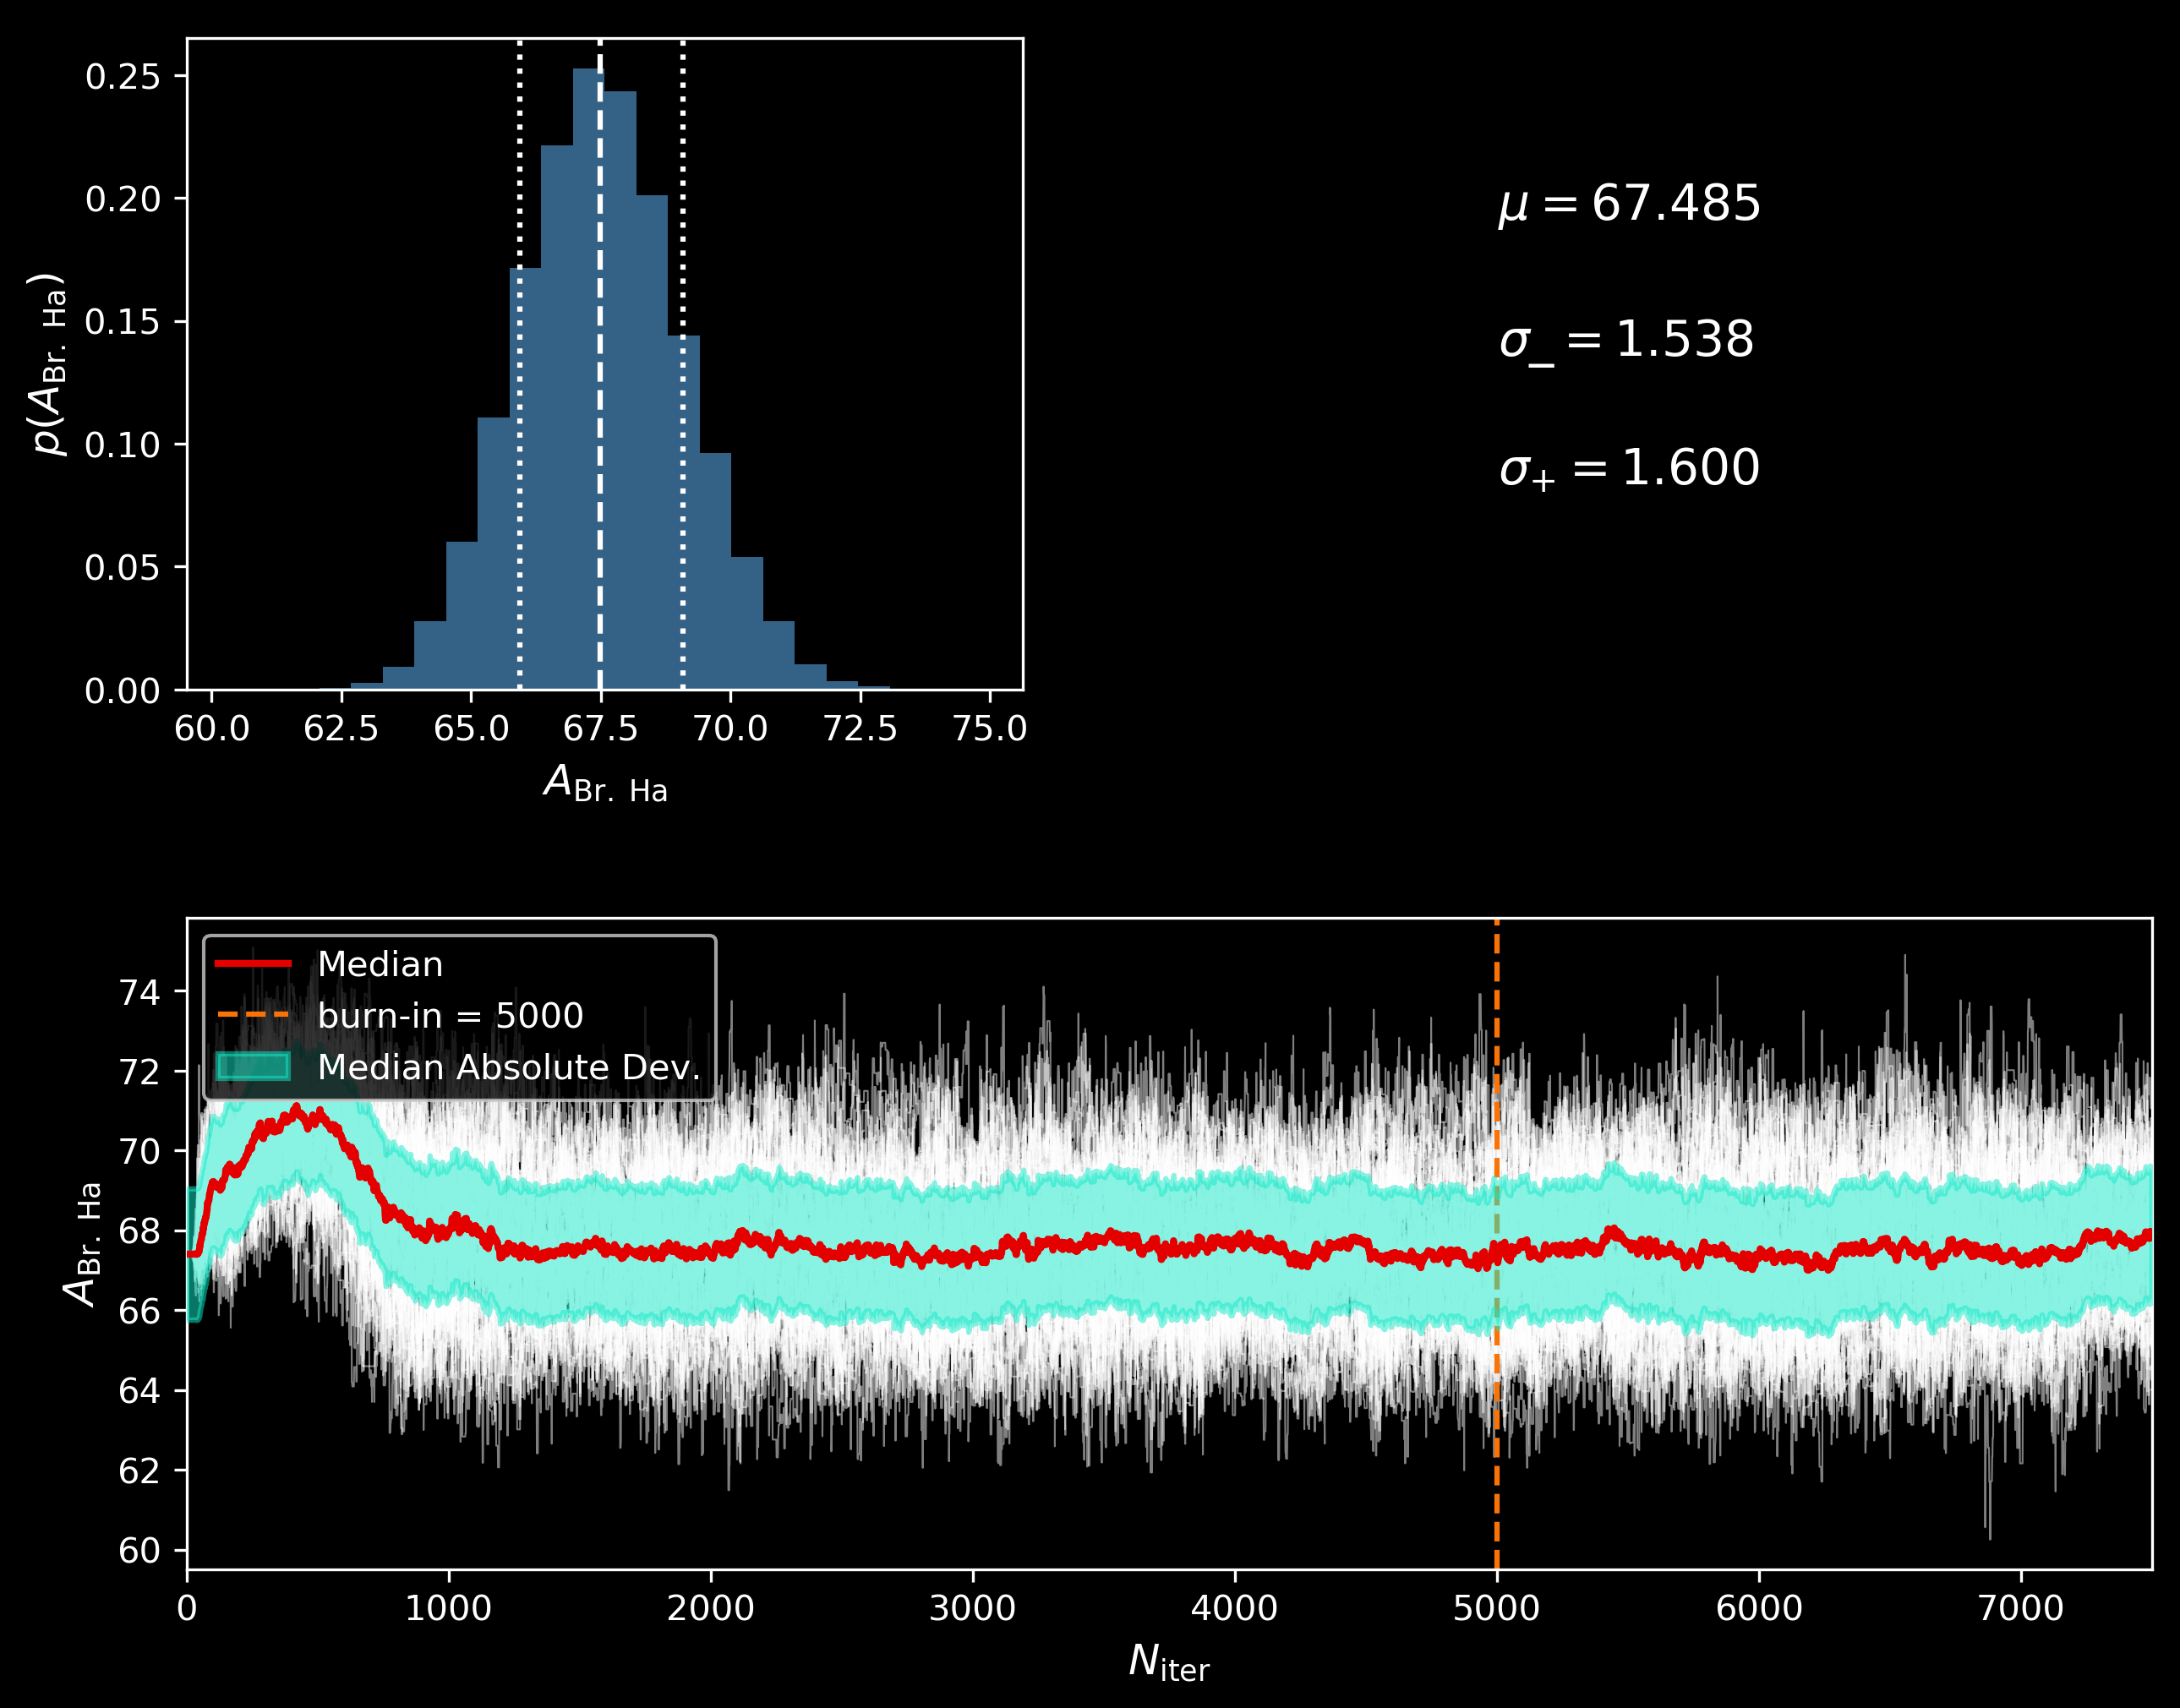 0.25
0.20
0.15
0.10
0.05
0.00
p(A_Br. Ha)
60.0 62.5 65.0 67.5 70.0 72.5 75.0
A_Br. Ha
μ = 67.485
σ_− = 1.538
σ_+ = 1.600
Median
burn-in = 5000
Median Absolute Dev.
74
72
70
68
66
64
62
60
A_Br. Ha
0 1000 2000 3000 4000 5000 6000 7000
N_iter